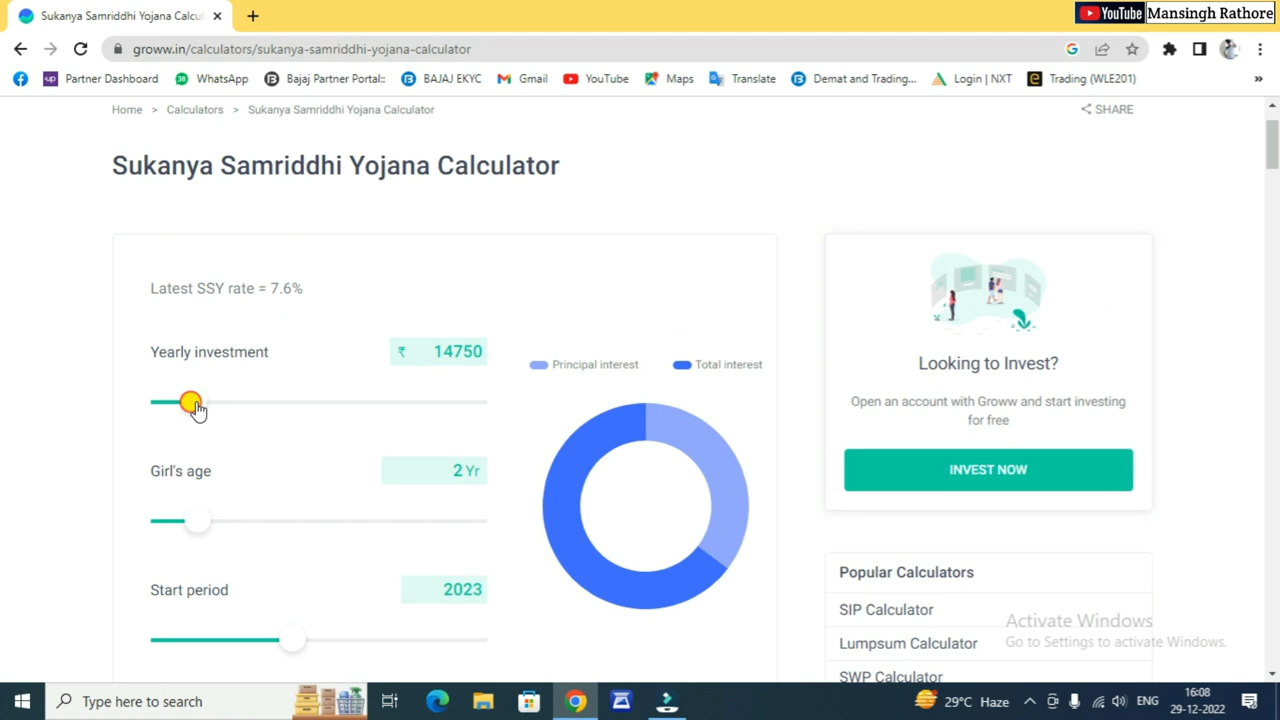 Sukanya Samriddhi Yojana Calcul
YouTube Mansingh Rathore
groww.in/calculators/sukanya-samriddhi-yojana-calculator
Partner Dashboard
WhatsApp
Bajaj Partner Portal::
BAJAJ EKYC
Gmail
YouTube
Maps
Translate
Demat and Trading...
Login | NXT
Trading (WLE201)
Home > Calculators > Sukanya Samriddhi Yojana Calculator
SHARE
Sukanya Samriddhi Yojana Calculator
Latest SSY rate = 7.6%
Yearly investment
₹ 14750
Girl's age
2 Yr
Start period
2023
Principal interest
Total interest
Looking to Invest?
Open an account with Groww and start investing
for free
INVEST NOW
Popular Calculators
SIP Calculator
Lumpsum Calculator
SWP Calculator
Activate Windows
Go to Settings to activate Windows.
Type here to search
29°C Haze
ENG
16:08
29-12-2022